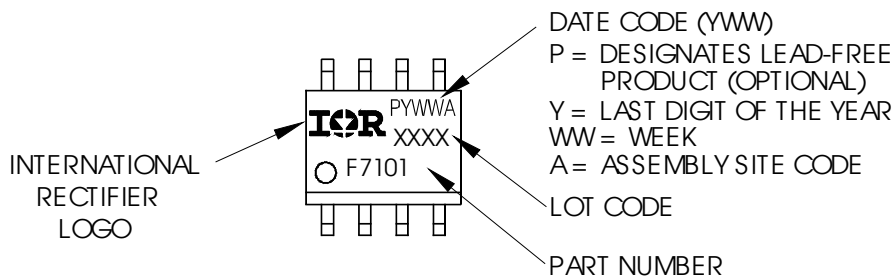 DATE CODE (YWW)
P = DESIGNATES LEAD-FREE
PRODUCT (OPTIONAL)
Y = LAST DIGIT OF THE YEAR
WW = WEEK
A = ASSEMBLY SITE CODE
LOT CODE
PART NUMBER
INTERNATIONAL
RECTIFIER
LOGO
PYWWA
IOR
XXXX
F7101